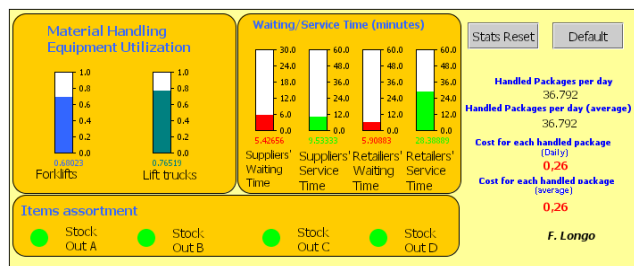 Material Handling
Equipment Utilization
1.0
0.8
0.6
0.4
0.2
0.0
0.68023
Forklifts
1.0
0.8
0.6
0.4
0.2
0.0
0.76519
Lift trucks
Waiting/Service Time (minutes)
30.0
24.0
18.0
12.0
6.0
0.0
5.42656
Suppliers'
Waiting
Time
60.0
48.0
36.0
24.0
12.0
0.0
9.53333
Suppliers'
Service
Time
60.0
48.0
36.0
24.0
12.0
0.0
5.90883
Retailers'
Waiting
Time
60.0
48.0
36.0
24.0
12.0
0.0
Retailers'
Service
Time
Stats Reset
Default
Handled Packages per day
36.792
Handled Packages per day (average)
36.792
Cost for each handled package
(Daily)
0,26
Cost for each handled package
(average)
0,26
F. Longo
Items assortment
Stock
Out A
Stock
Out B
Stock
Out C
Stock
Out D